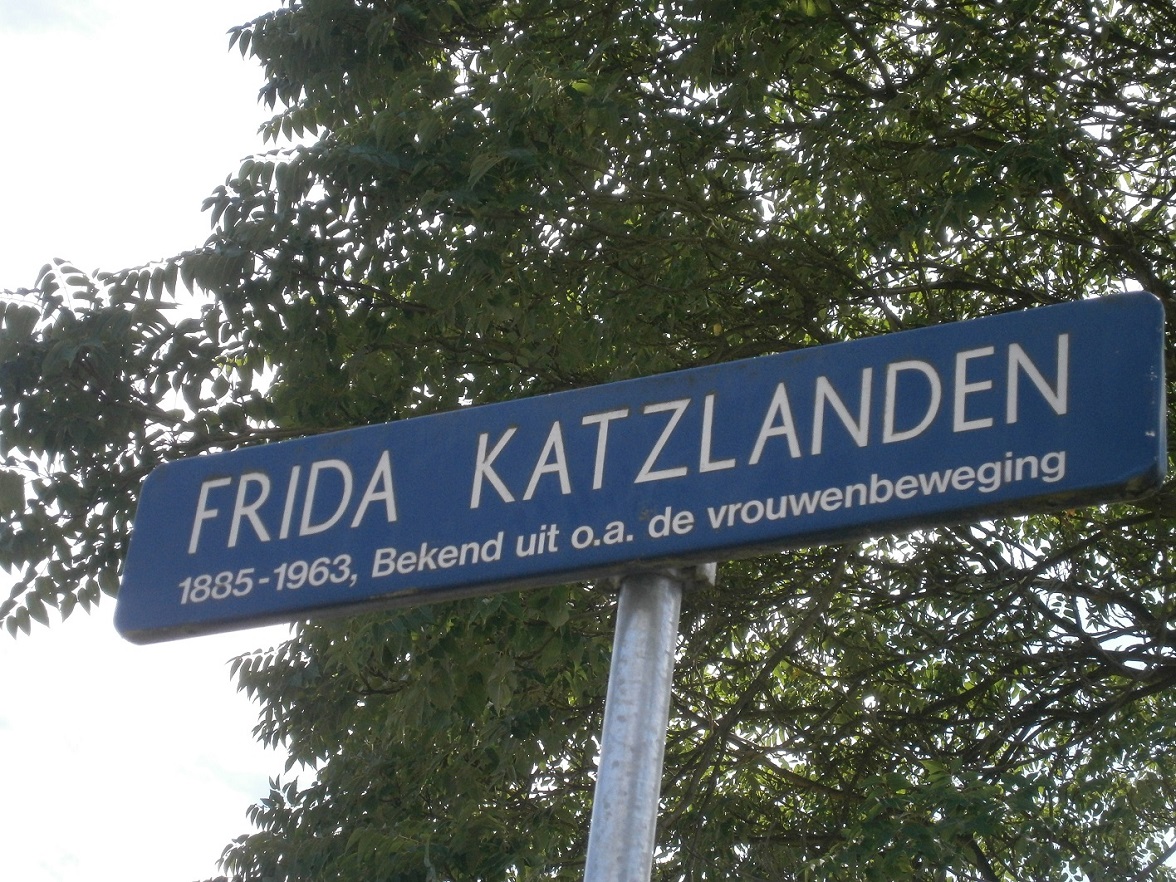 FRIDA KATZLANDEN
1885-1963, Bekend uit o.a. de vrouwenbeweging